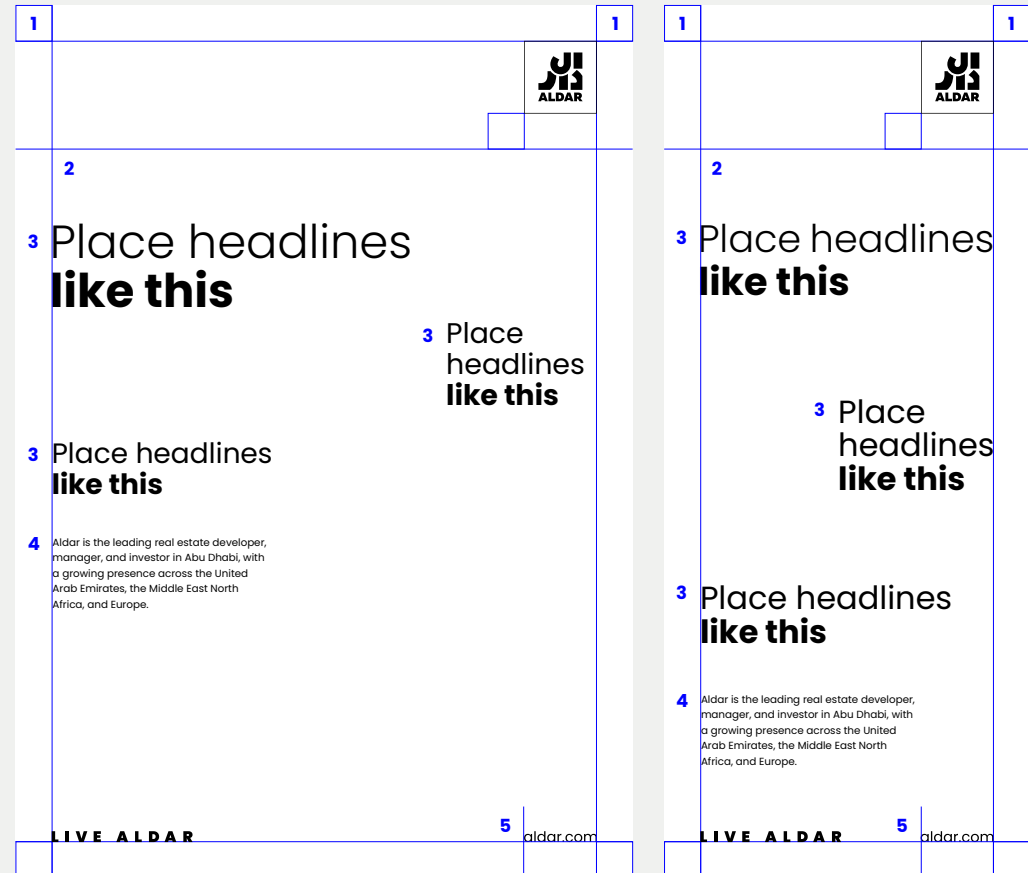 1
1
الدار
ALDAR
2
3
Place headlines
like this
3
Place
headlines
like this
3
Place headlines
like this
4
Aldar is the leading real estate developer,
manager, and investor in Abu Dhabi, with
a growing presence across the United
Arab Emirates, the Middle East North
Africa, and Europe.
5
LIVE ALDAR
aldar.com
1
1
الدار
ALDAR
2
3
Place headlines
like this
3
Place
headlines
like this
3
Place headlines
like this
4
Aldar is the leading real estate developer,
manager, and investor in Abu Dhabi, with
a growing presence across the United
Arab Emirates, the Middle East North
Africa, and Europe.
5
LIVE ALDAR
aldar.com